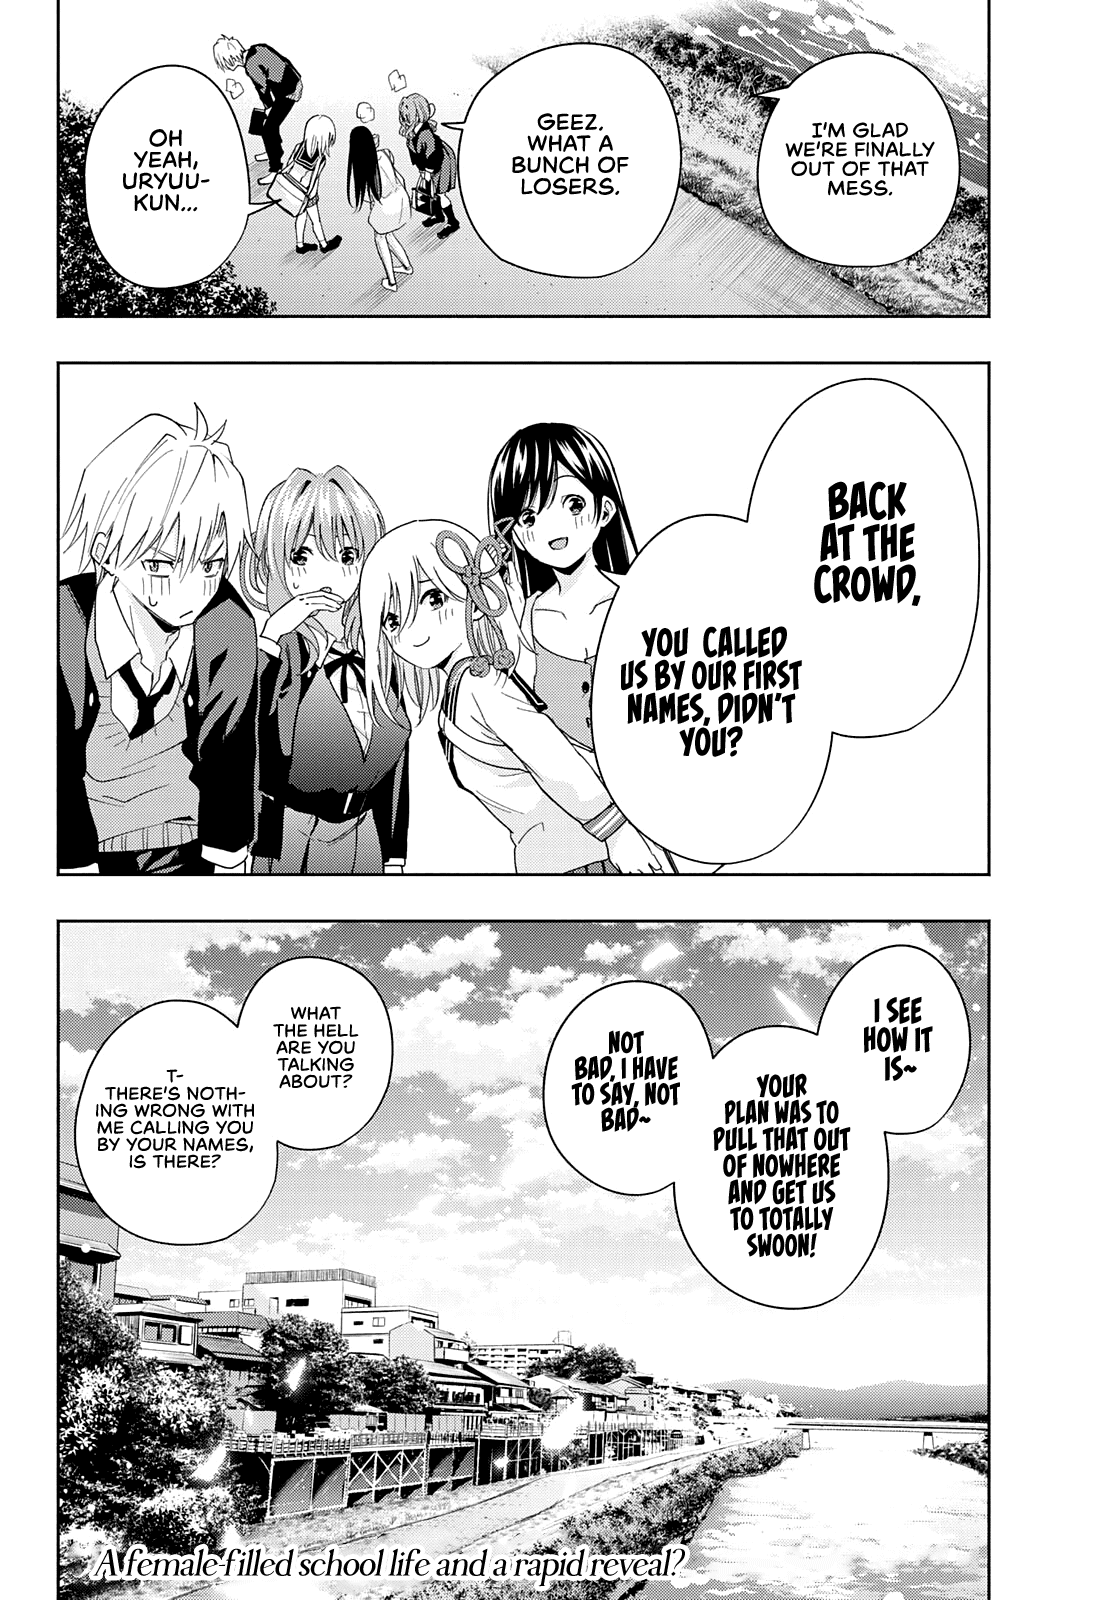 I'M GLAD
WE'RE FINALLY
OUT OF THAT
MESS.
GEEZ.
WHAT A
BUNCH OF
LOSERS.
OH
YEAH,
URYUU-
KUN...
BACK
AT THE
CROWD,
YOU CALLED
US BY OUR FIRST
NAMES, DIDN'T
YOU?
I SEE
HOW IT
IS~
YOUR
PLAN WAS TO
PULL THAT OUT
OF NOWHERE
AND GET US
TO TOTALLY
SWOON!
NOT
BAD, I HAVE
TO SAY, NOT
BAD~
WHAT
THE HELL
ARE YOU
TALKING
ABOUT?
T-
THERE'S NOTH-
ING WRONG WITH
ME CALLING YOU
BY YOUR NAMES,
IS THERE?
A female-filled school life and a rapid reveal?